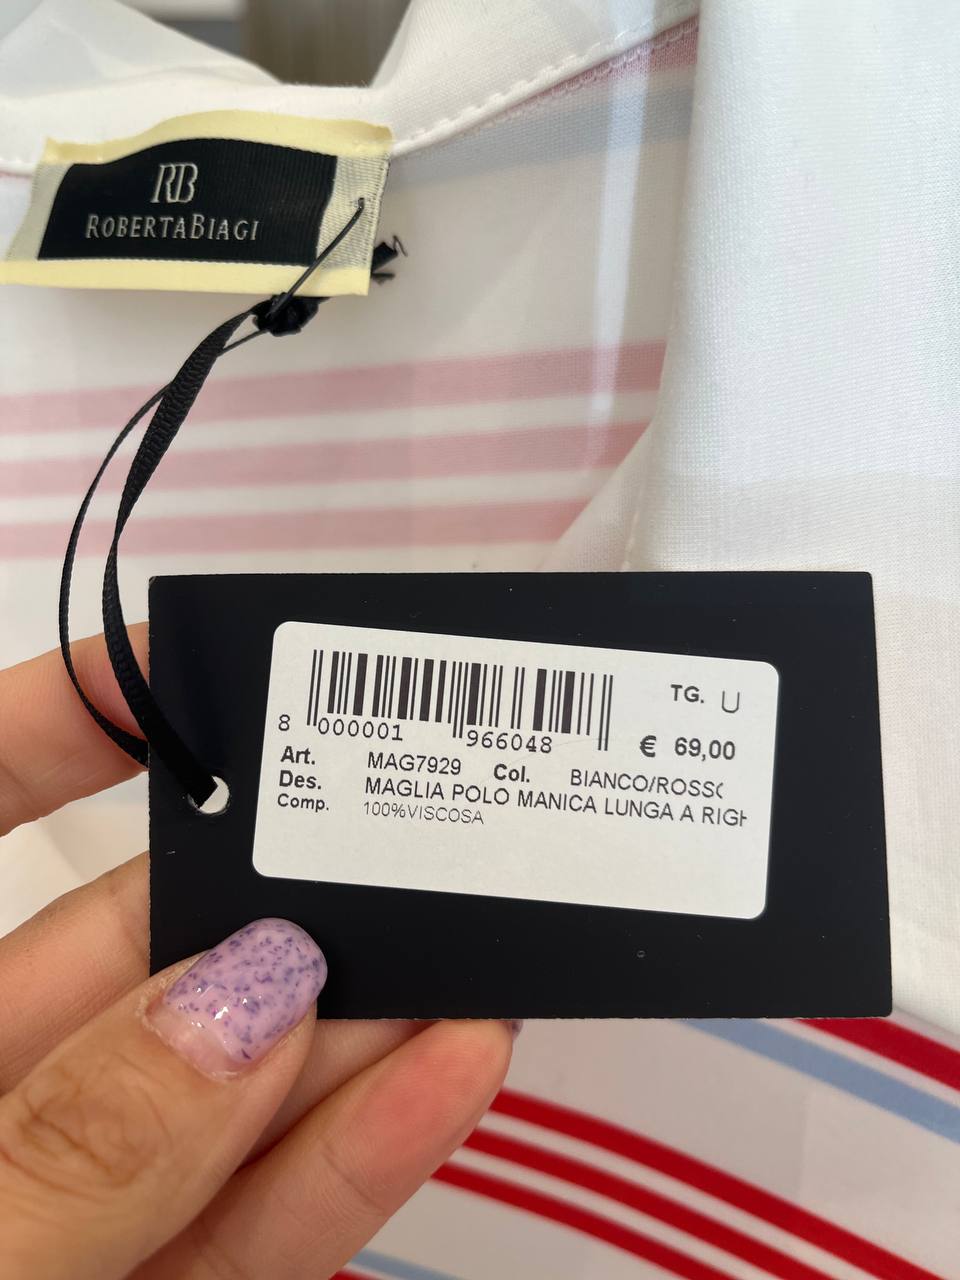 RB
ROBERTABIAGI
TG. U
8 000001 966048
€ 69,00
Art. MAG7929 Col. BIANCO/ROSSO
Des. MAGLIA POLO MANICA LUNGA A RIGH
Comp. 100%VISCOSA